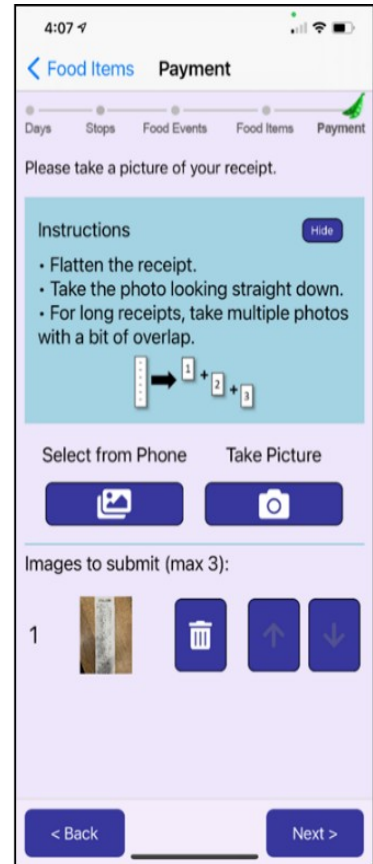 4:07
< Food Items Payment
Days Stops Food Events Food Items Payment
Please take a picture of your receipt.
Instructions Hide
• Flatten the receipt.
• Take the photo looking straight down.
• For long receipts, take multiple photos
with a bit of overlap.
1 + 2 + 3
Select from Phone Take Picture
Images to submit (max 3):
1
< Back Next >